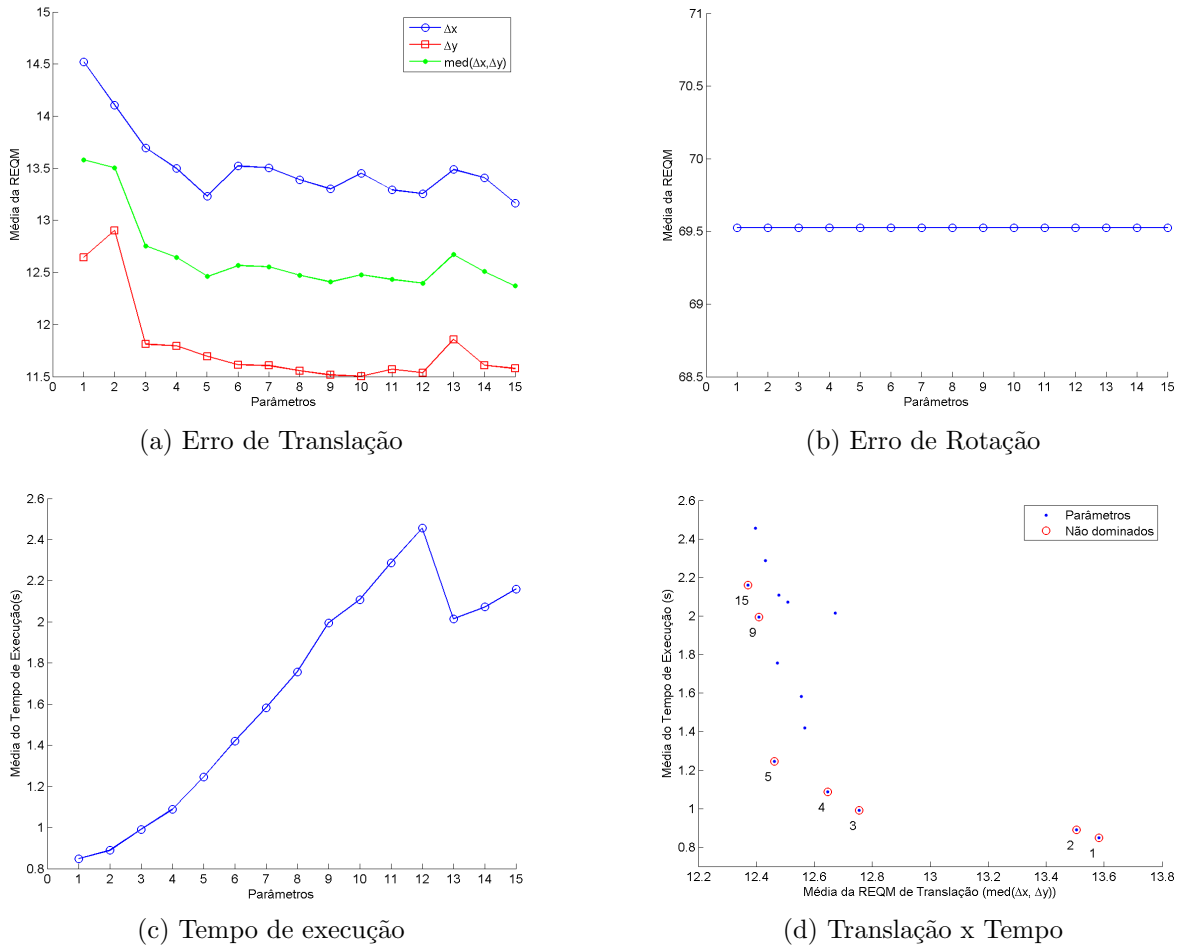 15
14.5
14
13.5
13
12.5
12
11.5
Média da REQM
Δx
Δy
med(Δx,Δy)
0 1 2 3 4 5 6 7 8 9 10 11 12 13 14 15
Parâmetros
(a) Erro de Translação
71
70.5
70
69.5
69
68.5
Média da REQM
0 1 2 3 4 5 6 7 8 9 10 11 12 13 14 15
Parâmetros
(b) Erro de Rotação
2.6
2.4
2.2
2
1.8
1.6
1.4
1.2
1
0.8
Média do Tempo de Execução(s)
0 1 2 3 4 5 6 7 8 9 10 11 12 13 14 15
Parâmetros
(c) Tempo de execução
2.6
2.4
2.2
2
1.8
1.6
1.4
1.2
1
0.8
Média do Tempo de Execução (s)
Parâmetros
Não dominados
15
9
5
4
3
2
1
12.2 12.4 12.6 12.8 13 13.2 13.4 13.6 13.8
Média da REQM de Translação (med(Δx, Δy))
(d) Translação x Tempo